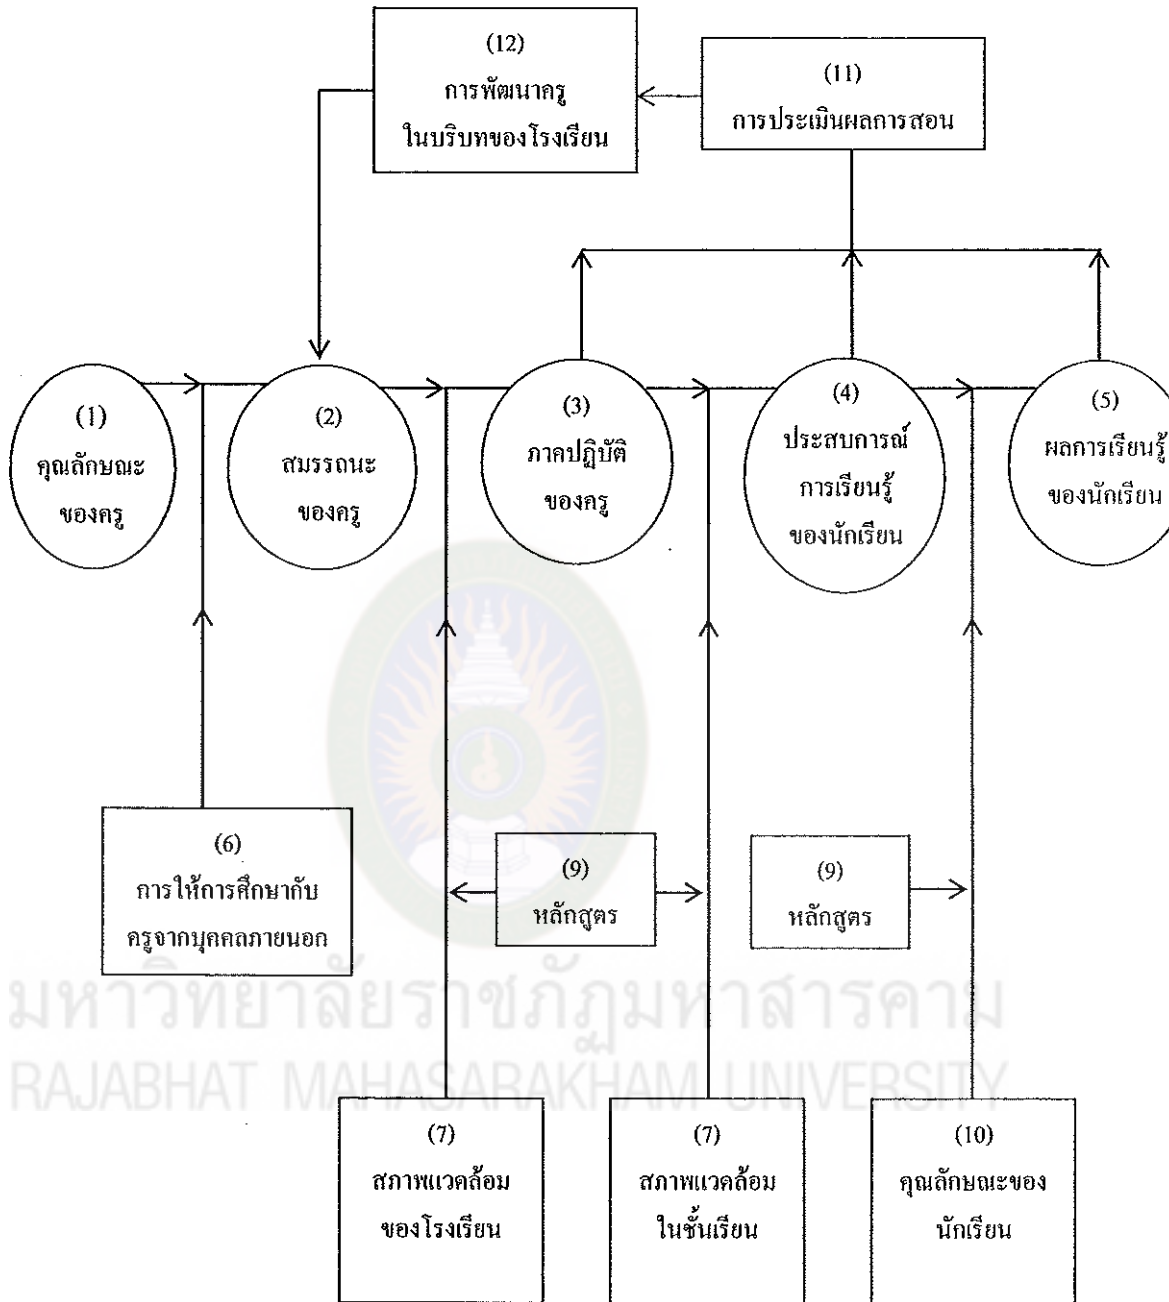 (12)
การพัฒนาครู
ในบริบทของโรงเรียน
(11)
การประเมินผลการสอน
(1)
คุณลักษณะ
ของครู
(2)
สมรรถนะ
ของครู
(3)
ภาคปฏิบัติ
ของครู
(4)
ประสบการณ์
การเรียนรู้
ของนักเรียน
(5)
ผลการเรียนรู้
ของนักเรียน
(6)
การให้การศึกษากับ
ครูจากบุคคลภายนอก
(9)
หลักสูตร
(9)
หลักสูตร
มหาวิทยาลัยราชภัฏมหาสารคาม
RAJABHAT MAHASARAKHAM UNIVERSITY
(7)
สภาพแวดล้อม
ของโรงเรียน
(7)
สภาพแวดล้อม
ในชั้นเรียน
(10)
คุณลักษณะของ
นักเรียน